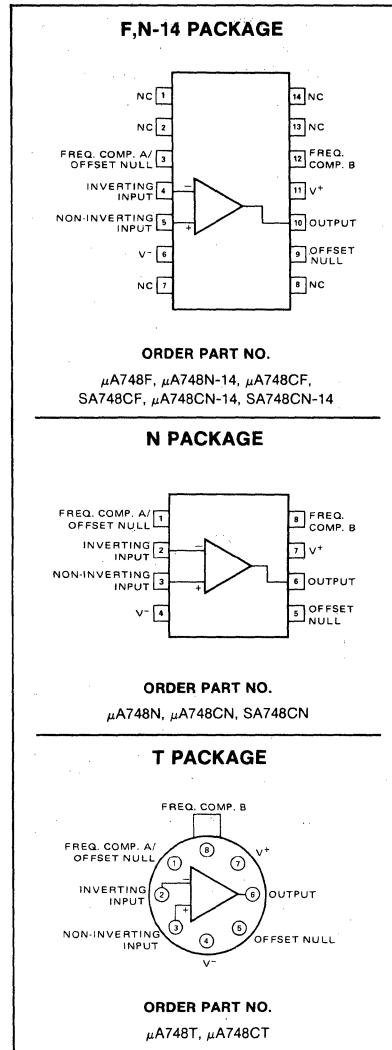 F,N-14 PACKAGE
NC 1
14 NC
NC 2
13 NC
FREQ. COMP. A/
OFFSET NULL 3
12 FREQ.
COMP. B
INVERTING
INPUT 4
−
11 V+
NON-INVERTING
INPUT 5
+
10 OUTPUT
V− 6
9 OFFSET
NULL
NC 7
8 NC
ORDER PART NO.
μA748F, μA748N-14, μA748CF,
SA748CF, μA748CN-14, SA748CN-14
N PACKAGE
FREQ. COMP. A/
OFFSET NULL 1
8 FREQ.
COMP. B
INVERTING
INPUT 2
−
7 V+
NON-INVERTING
INPUT 3
+
6 OUTPUT
V− 4
5 OFFSET
NULL
ORDER PART NO.
μA748N, μA748CN, SA748CN
T PACKAGE
FREQ. COMP. B
8
FREQ. COMP. A/
OFFSET NULL
1
7
V+
INVERTING
INPUT
2
−
6
OUTPUT
NON-INVERTING
INPUT
3
+
5
OFFSET NULL
4
V−
ORDER PART NO.
μA748T, μA748CT